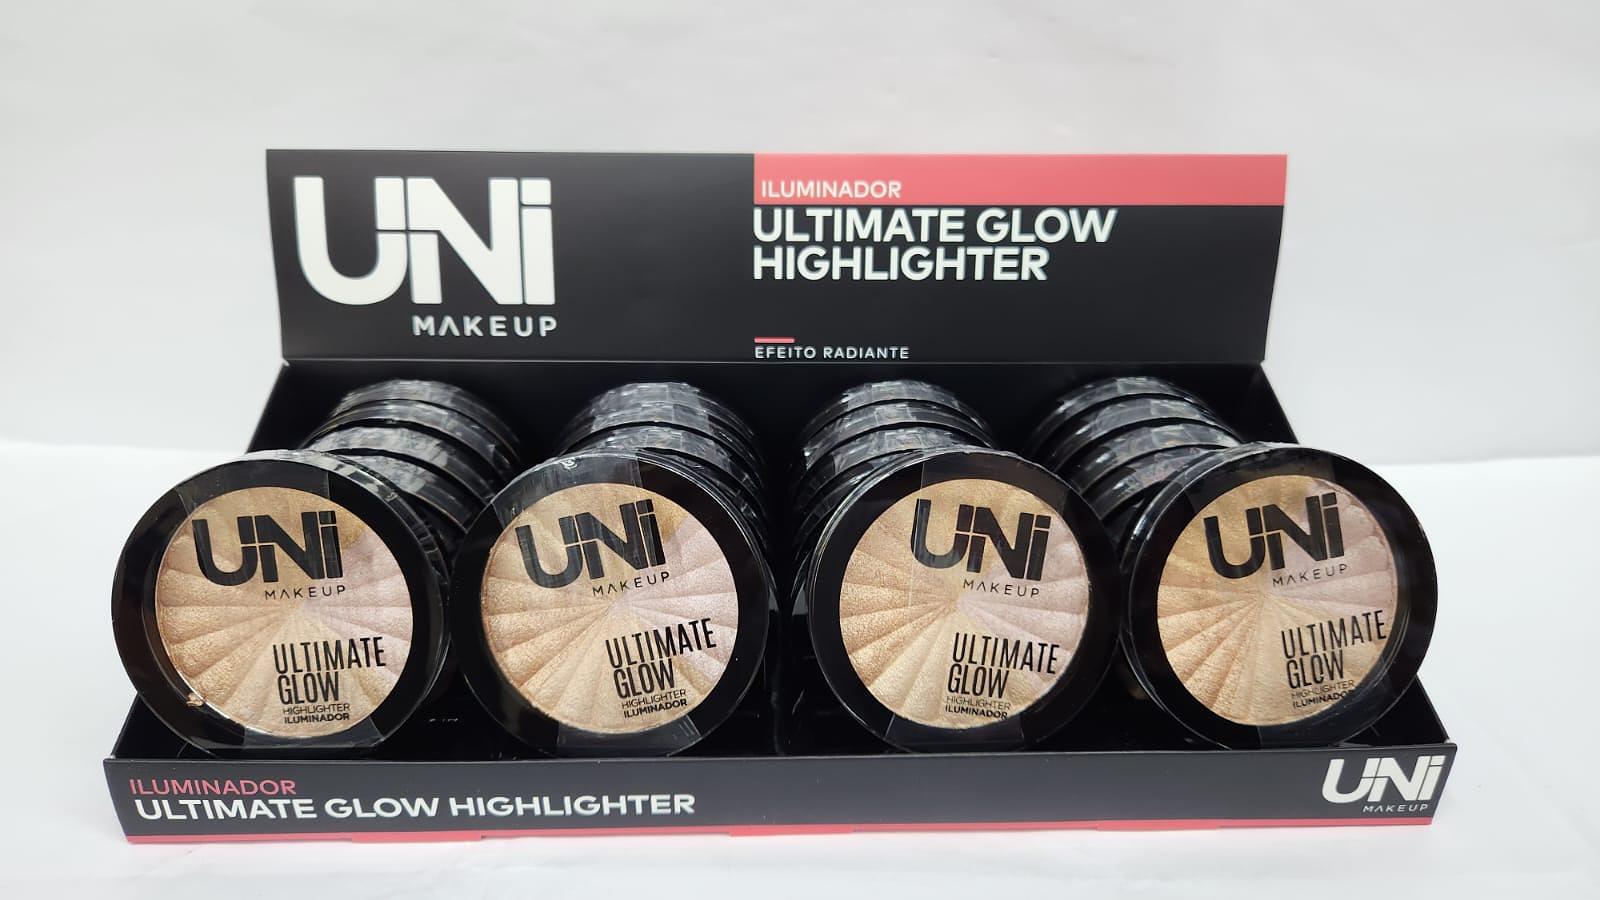 UNi
MAKEUP
ILUMINADOR
ULTIMATE GLOW
HIGHLIGHTER
EFEITO RADIANTE
UNi
MAKEUP
ULTIMATE
GLOW
HIGHLIGHTER
ILUMINADOR
UNi
MAKEUP
ULTIMATE
GLOW
HIGHLIGHTER
ILUMINADOR
UNi
MAKEUP
ULTIMATE
GLOW
HIGHLIGHTER
ILUMINADOR
UNi
MAKEUP
ULTIMATE
GLOW
HIGHLIGHTER
ILUMINADOR
ILUMINADOR
ULTIMATE GLOW HIGHLIGHTER
UNi
MAKEUP